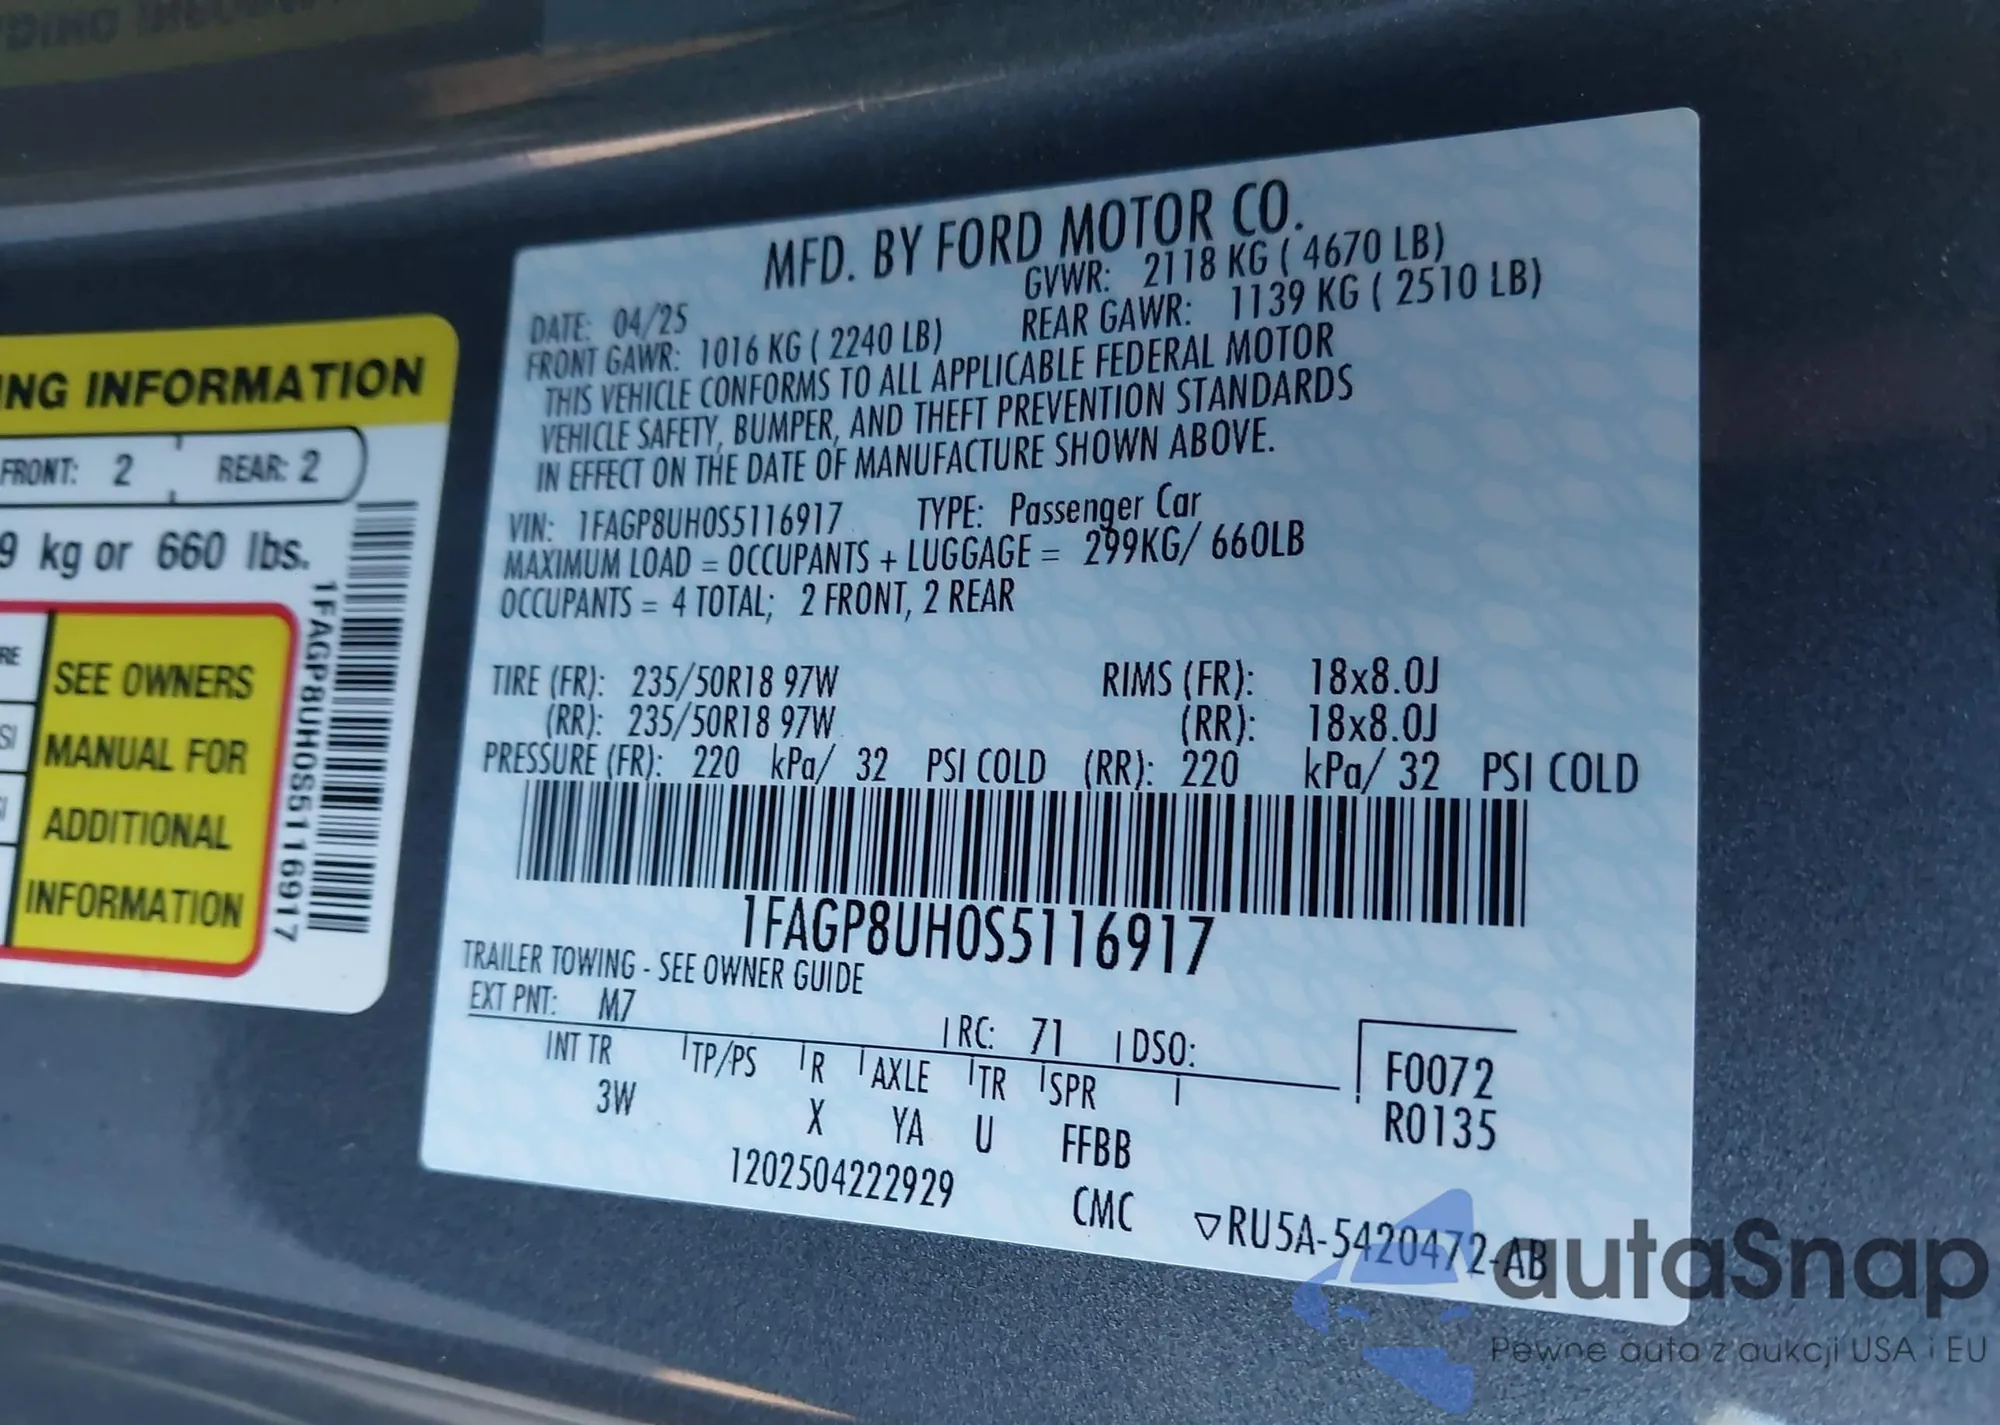 MFD. BY FORD MOTOR CO.
DATE: 04/25 GVWR: 2118 KG ( 4670 LB)
FRONT GAWR: 1016 KG ( 2240 LB) REAR GAWR: 1139 KG ( 2510 LB)
THIS VEHICLE CONFORMS TO ALL APPLICABLE FEDERAL MOTOR
VEHICLE SAFETY, BUMPER, AND THEFT PREVENTION STANDARDS
IN EFFECT ON THE DATE OF MANUFACTURE SHOWN ABOVE.
VIN: 1FAGP8UH0S5116917 TYPE: Passenger Car
MAXIMUM LOAD = OCCUPANTS + LUGGAGE = 299KG/ 660LB
OCCUPANTS = 4 TOTAL; 2 FRONT, 2 REAR
TIRE (FR): 235/50R18 97W RIMS (FR): 18x8.0J
(RR): 235/50R18 97W (RR): 18x8.0J
PRESSURE (FR): 220 kPa/ 32 PSI COLD (RR): 220 kPa/ 32 PSI COLD
1FAGP8UH0S5116917
TRAILER TOWING - SEE OWNER GUIDE
EXT PNT: M7 RC: 71 DSO:
INT TR TP/PS R AXLE TR SPR
3W X YA U FFBB
F0072
R0135
1202504222929 CMC ▽RU5A-5420472-AB
ING INFORMATION
FRONT: 2 REAR: 2
9 kg or 660 lbs.
SEE OWNERS
MANUAL FOR
ADDITIONAL
INFORMATION
1FAGP8UH0S5116917
autaSnap
Pewne auta z aukcji USA i EU